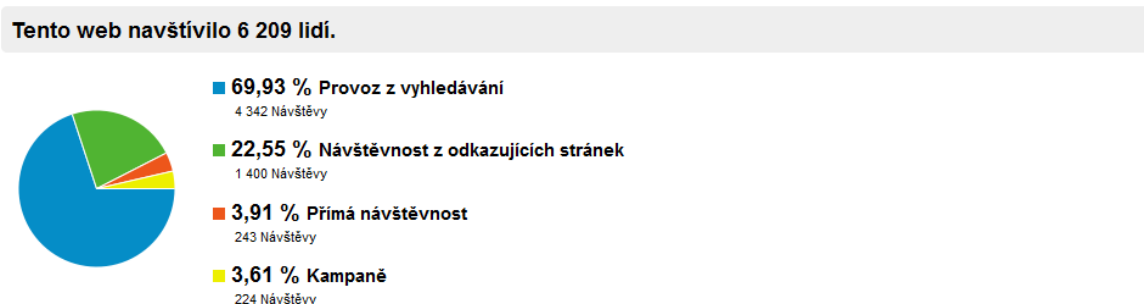 Tento web navštívilo 6 209 lidí.
69,93 % Provoz z vyhledávání
4 342 Návštěvy
22,55 % Návštěvnost z odkazujících stránek
1 400 Návštěvy
3,91 % Přímá návštěvnost
243 Návštěvy
3,61 % Kampaně
224 Návštěvy